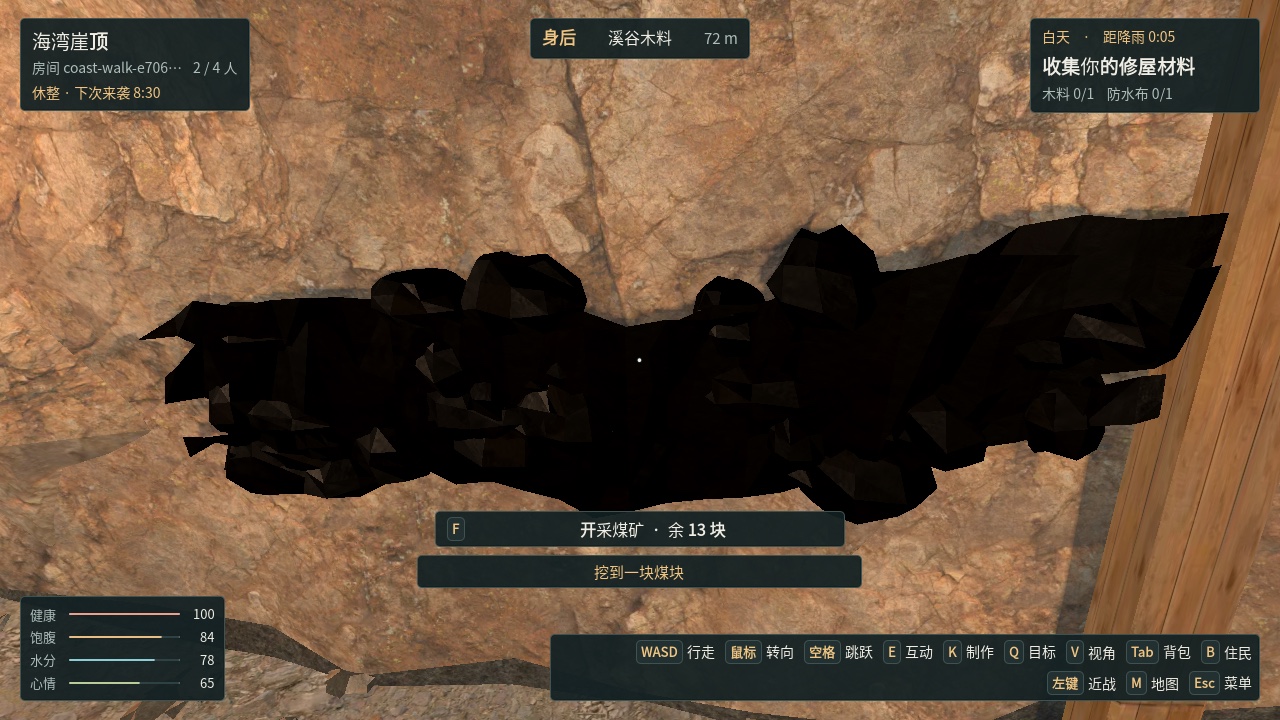 海湾崖顶
房间 coast-walk-e706··· 2 / 4 人
休整 · 下次来袭 8:30
身后 溪谷木料 72 m
白天 · 距降雨 0:05
收集你的修屋材料
木料 0/1 防水布 0/1
F 开采煤矿 · 余 13 块
挖到一块煤块
健康 100
饱腹 84
水分 78
心情 65
WASD 行走 鼠标 转向 空格 跳跃 E 互动 K 制作 Q 目标 V 视角 Tab 背包 B 住民
左键 近战 M 地图 Esc 菜单